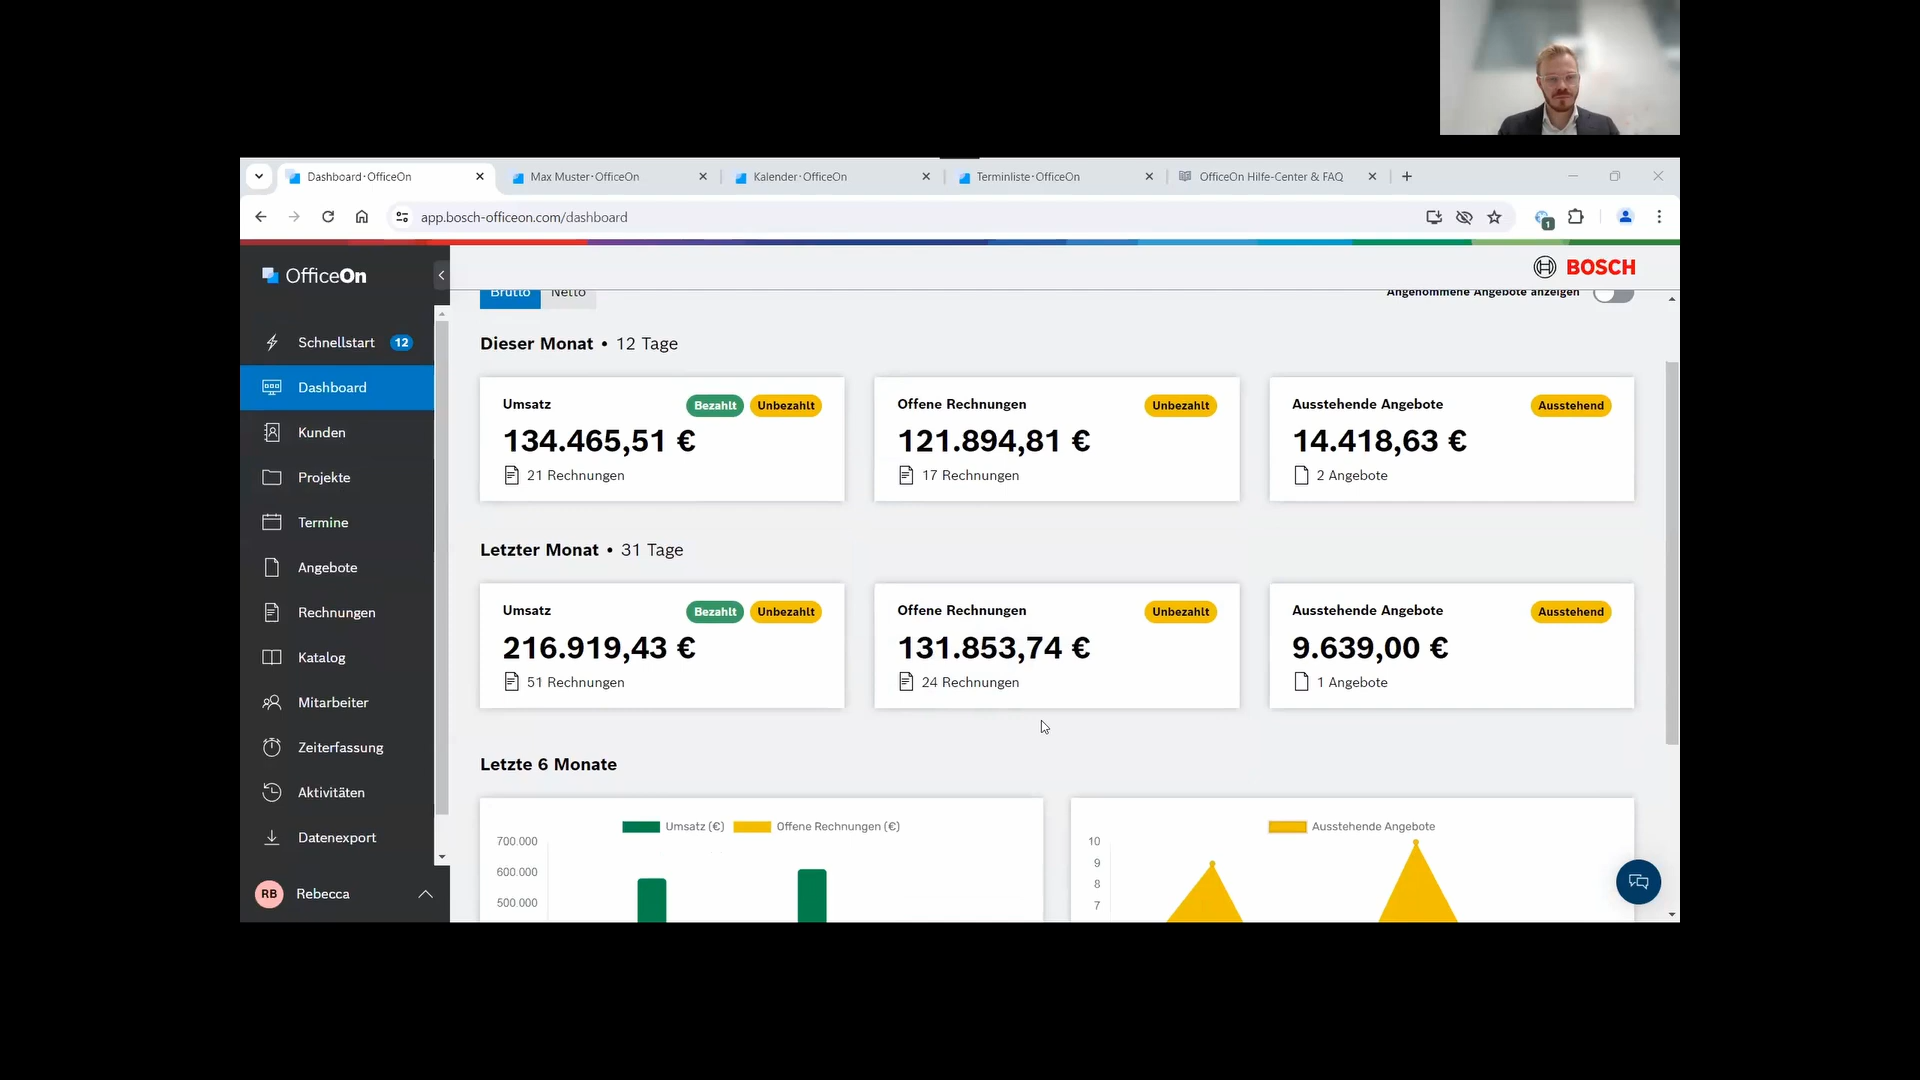 Dashboard · OfficeOn
Max Muster · OfficeOn
Kalender · OfficeOn
Terminliste · OfficeOn
OfficeOn Hilfe-Center & FAQ
app.bosch-officeon.com/dashboard
1
OfficeOn
BOSCH
Schnellstart 12
Dashboard
Kunden
Projekte
Termine
Angebote
Rechnungen
Katalog
Mitarbeiter
Zeiterfassung
Aktivitäten
Datenexport
RB Rebecca
Brutto Netto
Angenommene Angebote anzeigen
Dieser Monat • 12 Tage
Umsatz Bezahlt Unbezahlt
134.465,51 €
21 Rechnungen
Offene Rechnungen Unbezahlt
121.894,81 €
17 Rechnungen
Ausstehende Angebote Ausstehend
14.418,63 €
2 Angebote
Letzter Monat • 31 Tage
Umsatz Bezahlt Unbezahlt
216.919,43 €
51 Rechnungen
Offene Rechnungen Unbezahlt
131.853,74 €
24 Rechnungen
Ausstehende Angebote Ausstehend
9.639,00 €
1 Angebote
Letzte 6 Monate
Umsatz (€) Offene Rechnungen (€)
700.000
600.000
500.000
Ausstehende Angebote
10
9
8
7